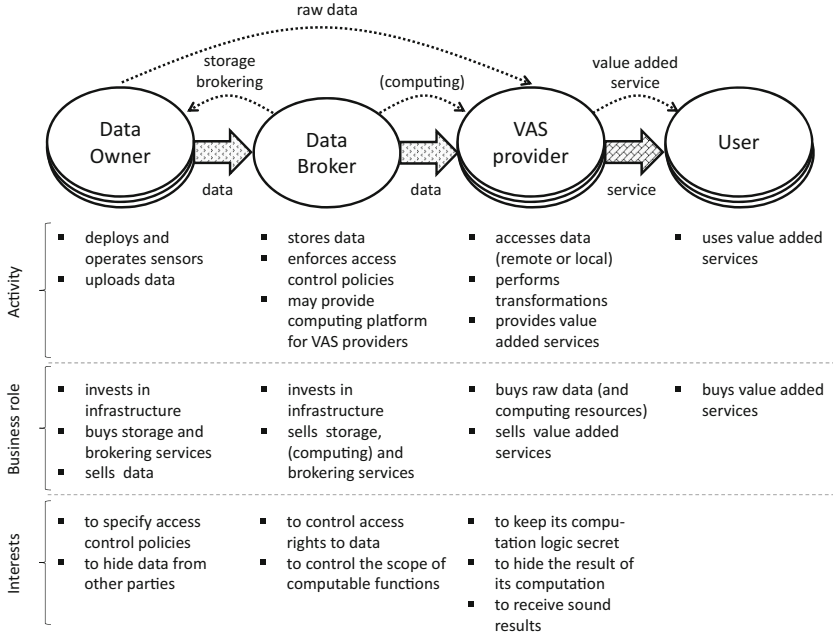 raw data
storage
brokering
(computing)
value added
service
Data
Owner
Data
Broker
VAS
provider
User
data
data
service
Activity
deploys and
operates sensors
uploads data
stores data
enforces access
control policies
may provide
computing platform
for VAS providers
accesses data
(remote or local)
performs
transformations
provides value
added services
uses value added
services
Business role
invests in
infrastructure
buys storage and
brokering services
sells data
invests in
infrastructure
sells storage,
(computing) and
brokering services
buys raw data (and
computing resources)
sells value added
services
buys value added
services
Interests
to specify access
control policies
to hide data from
other parties
to control access
rights to data
to control the scope of
computable functions
to keep its compu-
tation logic secret
to hide the result of
its computation
to receive sound
results